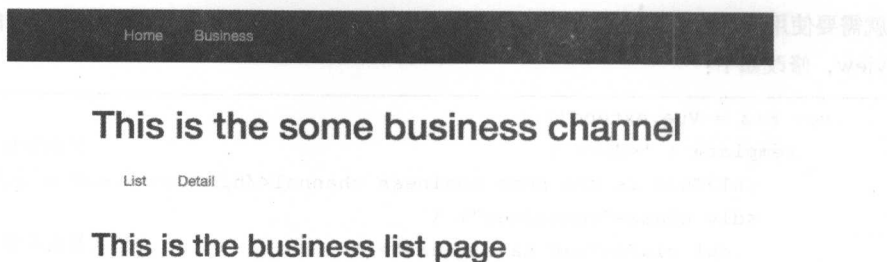 Home Business
This is the some business channel
List Detail
This is the business list page